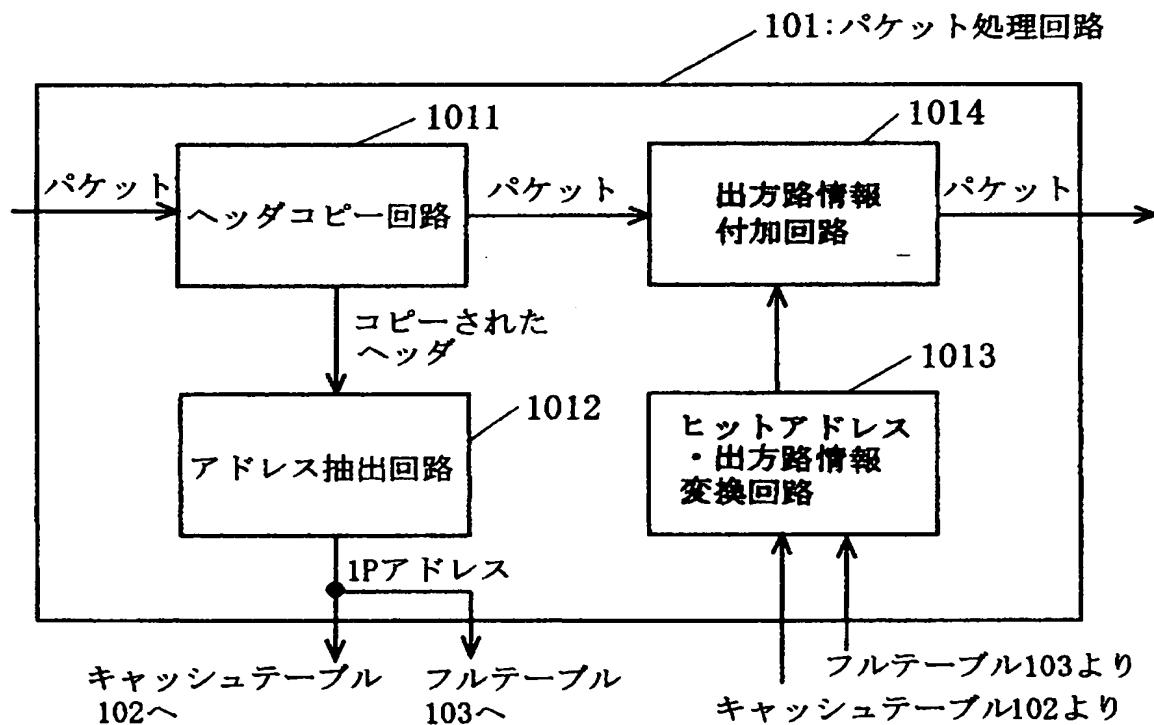 101:パケット処理回路
1011
1014
パケット
ヘッダコピー回路
パケット
出方路情報
付加回路
パケット
コピーされた
ヘッダ
1012
1013
アドレス抽出回路
ヒットアドレス
・出方路情報
変換回路
1Pアドレス
キャッシュテーブル
102へ
フルテーブル
103へ
フルテーブル103より
キャッシュテーブル102より